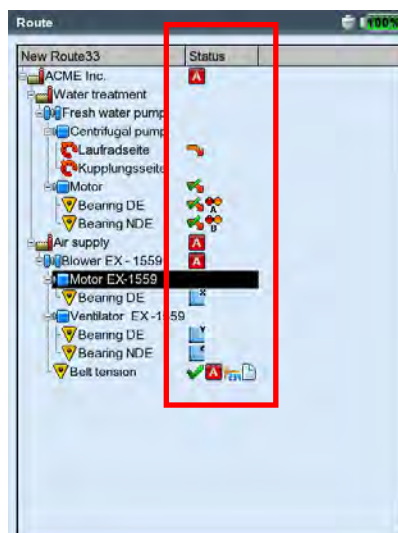 Route 100%
New Route33 Status
ACME Inc. A
Water treatment
Fresh water pump
Centrifugal pump
Laufradseite
Kupplungsseite
Motor
Bearing DE A
Bearing NDE B
Air supply A
Blower EX - 1559 A
Motor EX-1559
Bearing DE X
Ventilator EX-1559
Bearing DE Y
Bearing NDE
Belt tension A